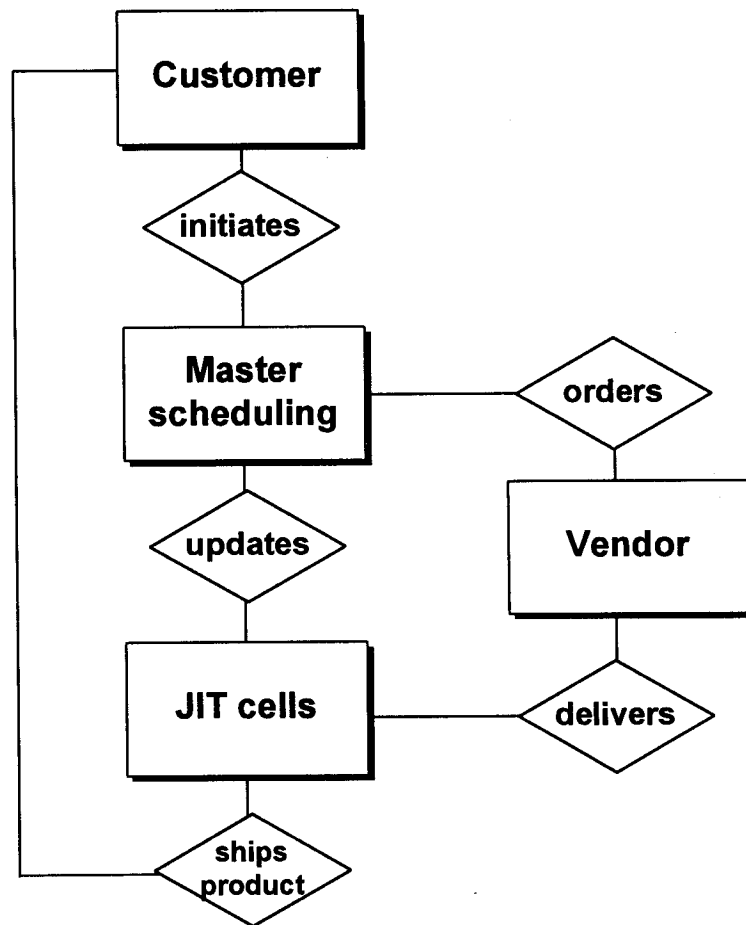 Customer
initiates
Master
scheduling
orders
updates
Vendor
JIT cells
delivers
ships
product